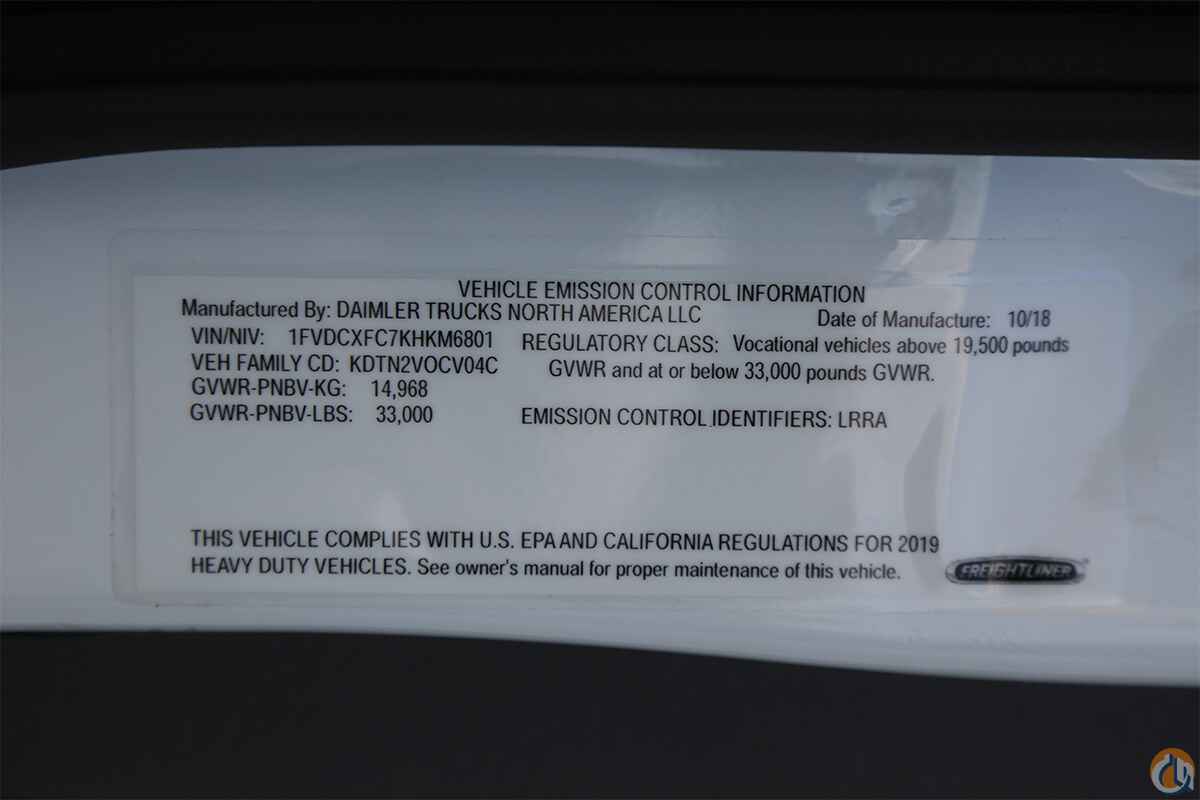 VEHICLE EMISSION CONTROL INFORMATION
Manufactured By: DAIMLER TRUCKS NORTH AMERICA LLC Date of Manufacture: 10/18
VIN/NIV: 1FVDCXFC7KHKM6801 REGULATORY CLASS: Vocational vehicles above 19,500 pounds
VEH FAMILY CD: KDTN2VOCV04C GVWR and at or below 33,000 pounds GVWR.
GVWR-PNBV-KG: 14,968
GVWR-PNBV-LBS: 33,000 EMISSION CONTROL IDENTIFIERS: LRRA
THIS VEHICLE COMPLIES WITH U.S. EPA AND CALIFORNIA REGULATIONS FOR 2019
HEAVY DUTY VEHICLES. See owner's manual for proper maintenance of this vehicle.
FREIGHTLINER